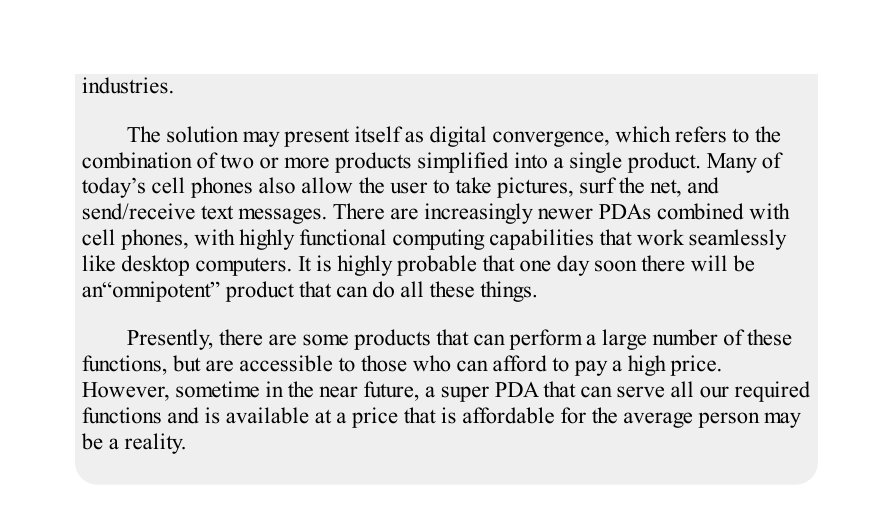 industries.
The solution may present itself as digital convergence, which refers to the
combination of two or more products simplified into a single product. Many of
today’s cell phones also allow the user to take pictures, surf the net, and
send/receive text messages. There are increasingly newer PDAs combined with
cell phones, with highly functional computing capabilities that work seamlessly
like desktop computers. It is highly probable that one day soon there will be
an“omnipotent” product that can do all these things.
Presently, there are some products that can perform a large number of these
functions, but are accessible to those who can afford to pay a high price.
However, sometime in the near future, a super PDA that can serve all our required
functions and is available at a price that is affordable for the average person may
be a reality.